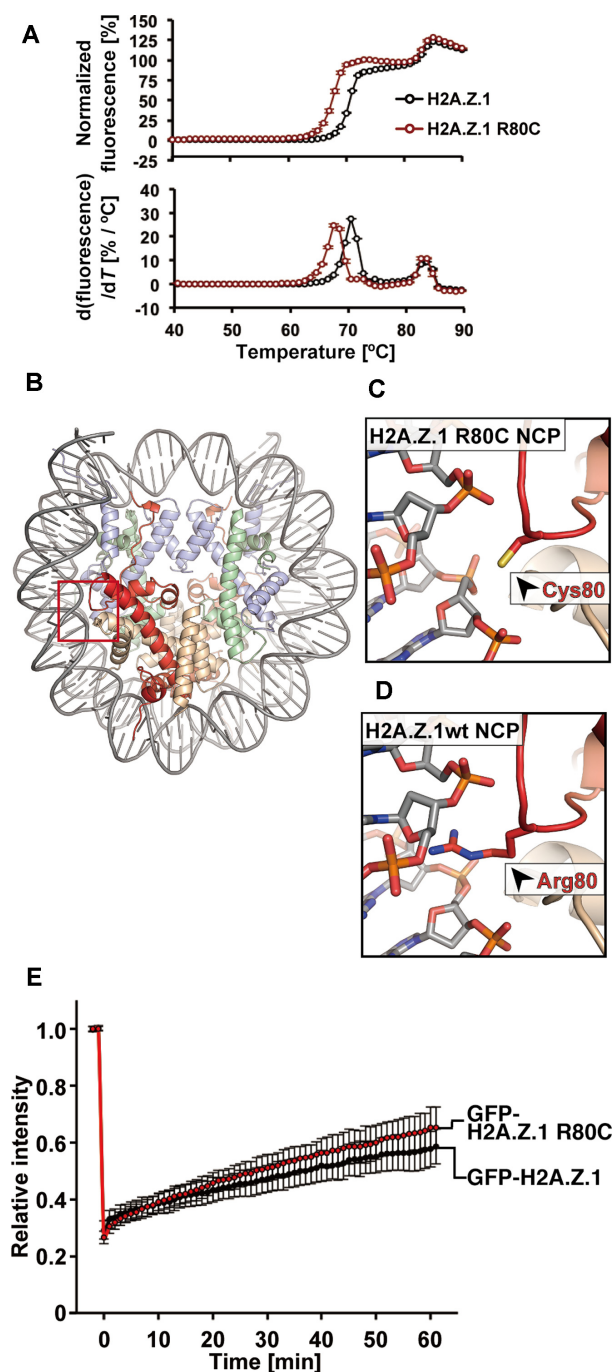 A
Normalized
fluorescence [%]
150
125
100
75
50
25
0
-25
H2A.Z.1
H2A.Z.1 R80C
d(fluorescence)
/dT [% / ºC]
40
30
20
10
0
-10
40 50 60 70 80 90
Temperature [ºC]
B
C
H2A.Z.1 R80C NCP
Cys80
D
H2A.Z.1wt NCP
Arg80
E
Relative intensity
1.0
0.8
0.6
0.4
0.2
0
GFP-
H2A.Z.1 R80C
GFP-H2A.Z.1
0 10 20 30 40 50 60
Time [min]